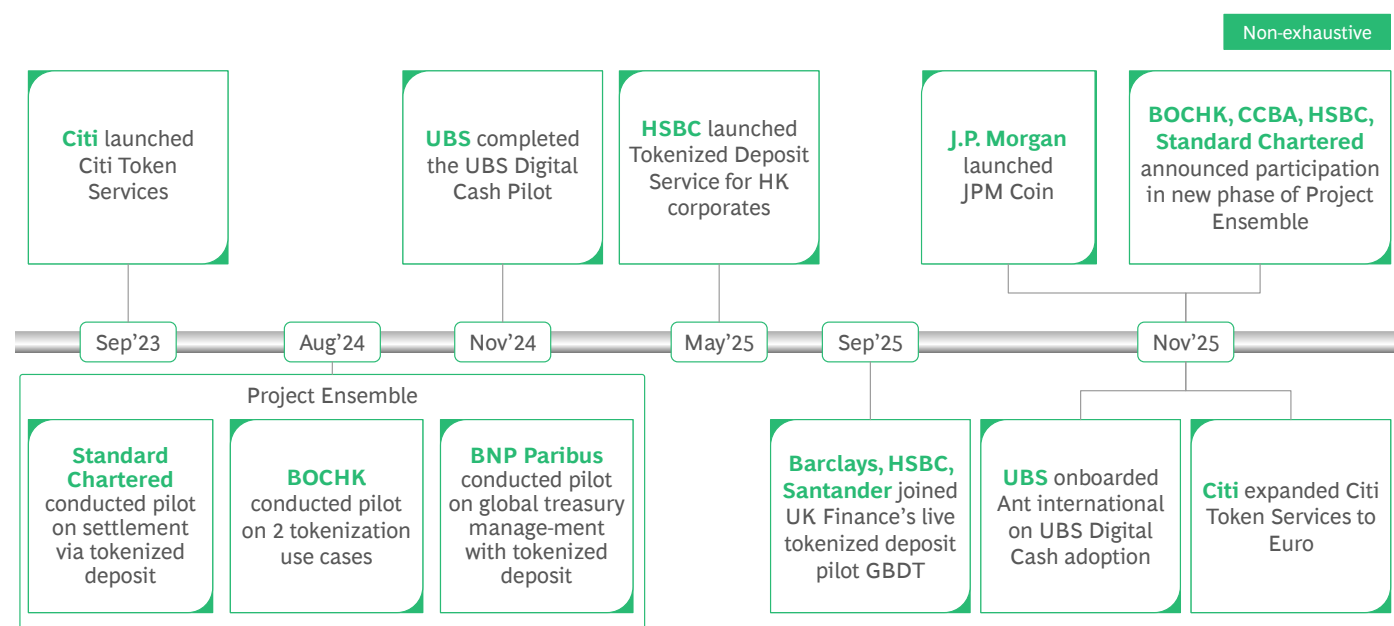 Non-exhaustive
Citi launched
Citi Token
Services
UBS completed
the UBS Digital
Cash Pilot
HSBC launched
Tokenized Deposit
Service for HK
corporates
J.P. Morgan
launched
JPM Coin
BOCHK, CCBA, HSBC,
Standard Chartered
announced participation
in new phase of Project
Ensemble
Sep’23
Aug’24
Nov’24
May’25
Sep’25
Nov’25
Project Ensemble
Standard
Chartered
conducted pilot
on settlement
via tokenized
deposit
BOCHK
conducted pilot
on 2 tokenization
use cases
BNP Paribus
conducted pilot
on global treasury
manage-ment
with tokenized
deposit
Barclays, HSBC,
Santander joined
UK Finance’s live
tokenized deposit
pilot GBDT
UBS onboarded
Ant international
on UBS Digital
Cash adoption
Citi expanded Citi
Token Services to
Euro